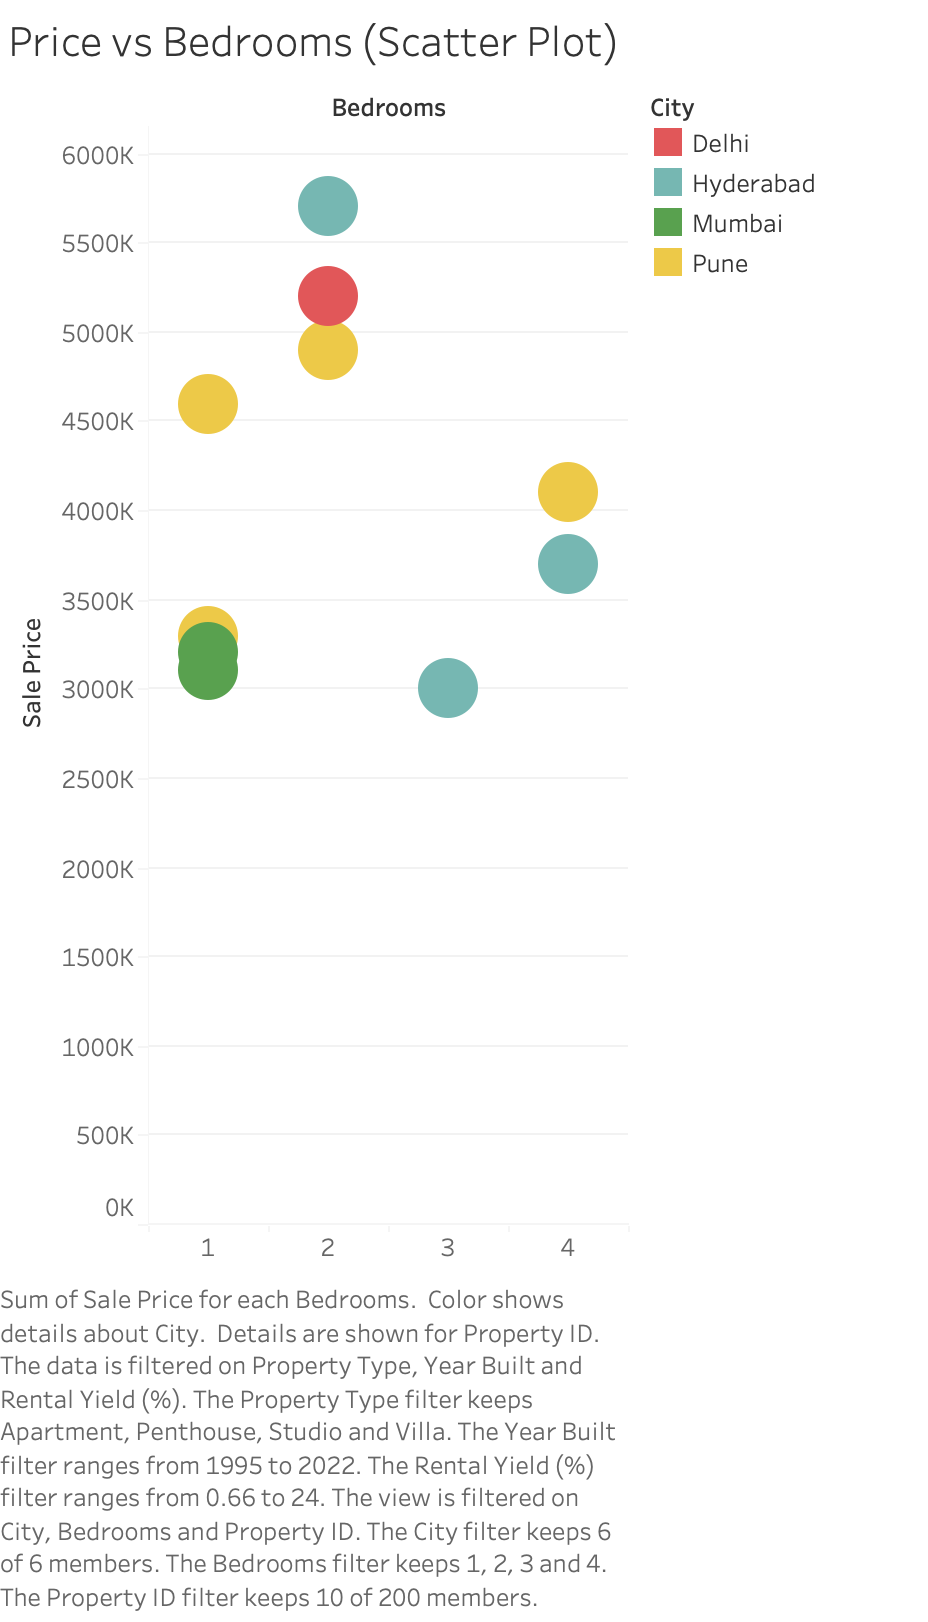 Price vs Bedrooms (Scatter Plot)
Bedrooms
City
Delhi
Hyderabad
Mumbai
Pune
6000K
5500K
5000K
4500K
4000K
3500K
3000K
2500K
2000K
1500K
1000K
500K
0K
Sale Price
1 2 3 4
Sum of Sale Price for each Bedrooms.  Color shows
details about City.  Details are shown for Property ID.
The data is filtered on Property Type, Year Built and
Rental Yield (%). The Property Type filter keeps
Apartment, Penthouse, Studio and Villa. The Year Built
filter ranges from 1995 to 2022. The Rental Yield (%)
filter ranges from 0.66 to 24. The view is filtered on
City, Bedrooms and Property ID. The City filter keeps 6
of 6 members. The Bedrooms filter keeps 1, 2, 3 and 4.
The Property ID filter keeps 10 of 200 members.